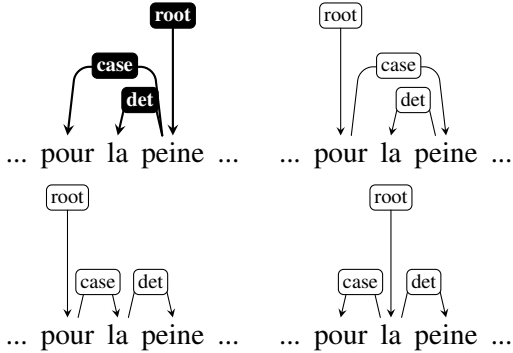 root
case
det
... pour la peine ...
root
case
det
... pour la peine ...
root
case det
... pour la peine ...
root
case det
... pour la peine ...